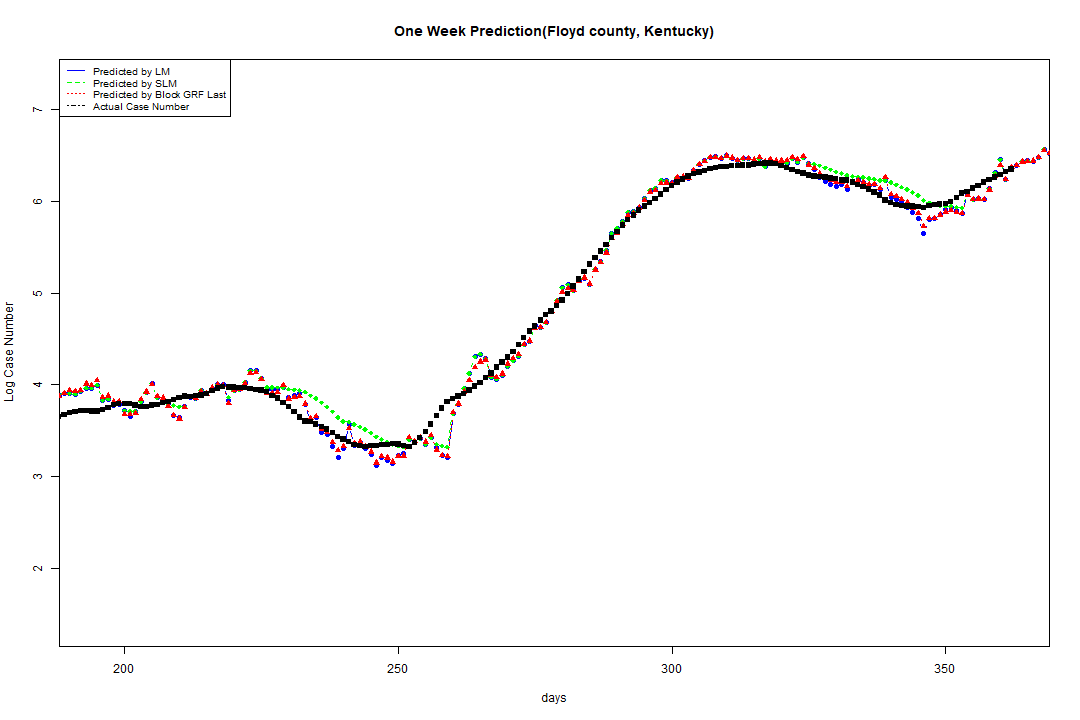 One Week Prediction(Floyd county, Kentucky)
Predicted by LM
Predicted by SLM
Predicted by Block GRF Last
Actual Case Number
Log Case Number
7
6
5
4
3
2
200
250
300
350
days